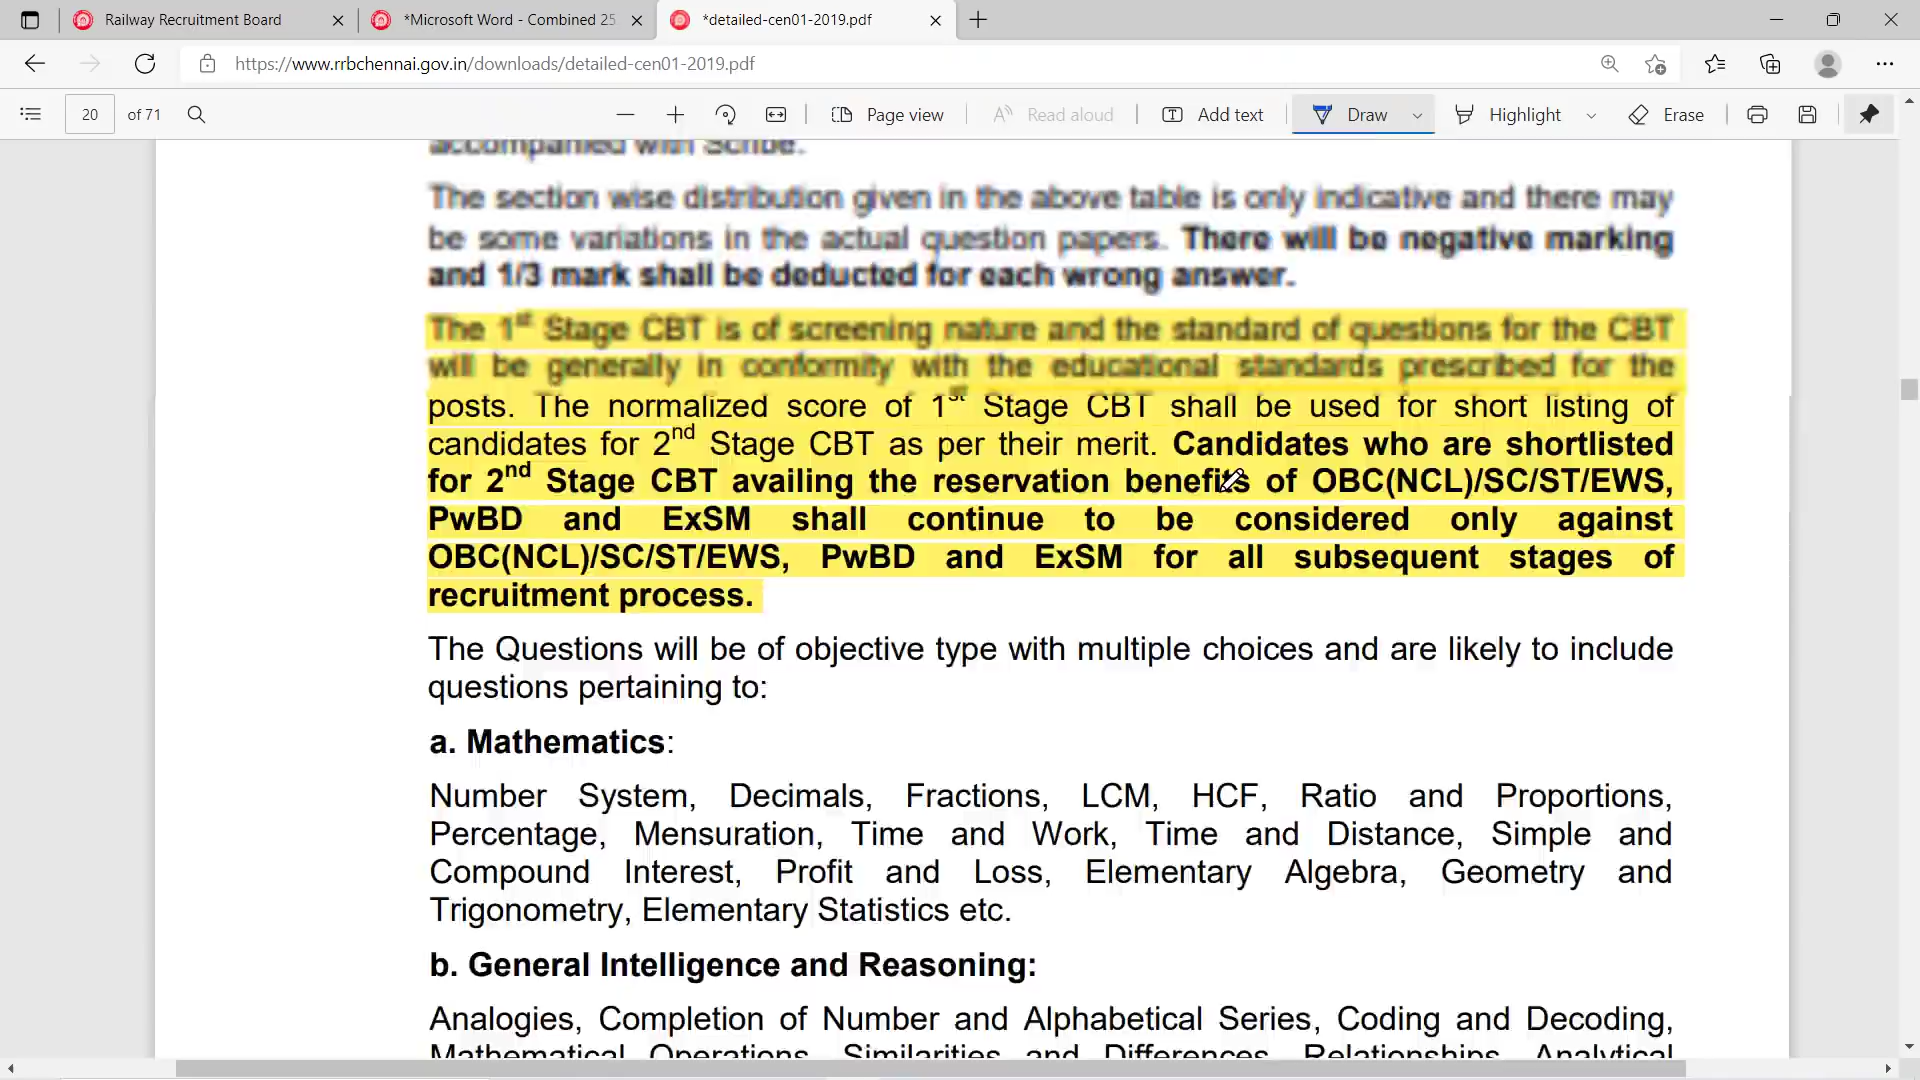 Railway Recruitment Board
*Microsoft Word - Combined 25
*detailed-cen01-2019.pdf
https://www.rrbchennai.gov.in/downloads/detailed-cen01-2019.pdf
20 of 71
Page view
Read aloud
Add text
Draw
Highlight
Erase
accompanied with Scribe.
The section wise distribution given in the above table is only indicative and there may
be some variations in the actual question papers. There will be negative marking
and 1/3 mark shall be deducted for each wrong answer.
The 1st Stage CBT is of screening nature and the standard of questions for the CBT
will be generally in conformity with the educational standards prescribed for the
posts. The normalized score of 1st Stage CBT shall be used for short listing of
candidates for 2nd Stage CBT as per their merit. Candidates who are shortlisted
for 2nd Stage CBT availing the reservation benefits of OBC(NCL)/SC/ST/EWS,
PwBD and ExSM shall continue to be considered only against
OBC(NCL)/SC/ST/EWS, PwBD and ExSM for all subsequent stages of
recruitment process.
The Questions will be of objective type with multiple choices and are likely to include
questions pertaining to:
a. Mathematics:
Number System, Decimals, Fractions, LCM, HCF, Ratio and Proportions,
Percentage, Mensuration, Time and Work, Time and Distance, Simple and
Compound Interest, Profit and Loss, Elementary Algebra, Geometry and
Trigonometry, Elementary Statistics etc.
b. General Intelligence and Reasoning:
Analogies, Completion of Number and Alphabetical Series, Coding and Decoding,
Mathematical Operations, Similarities and Differences, Relationships, Analytical